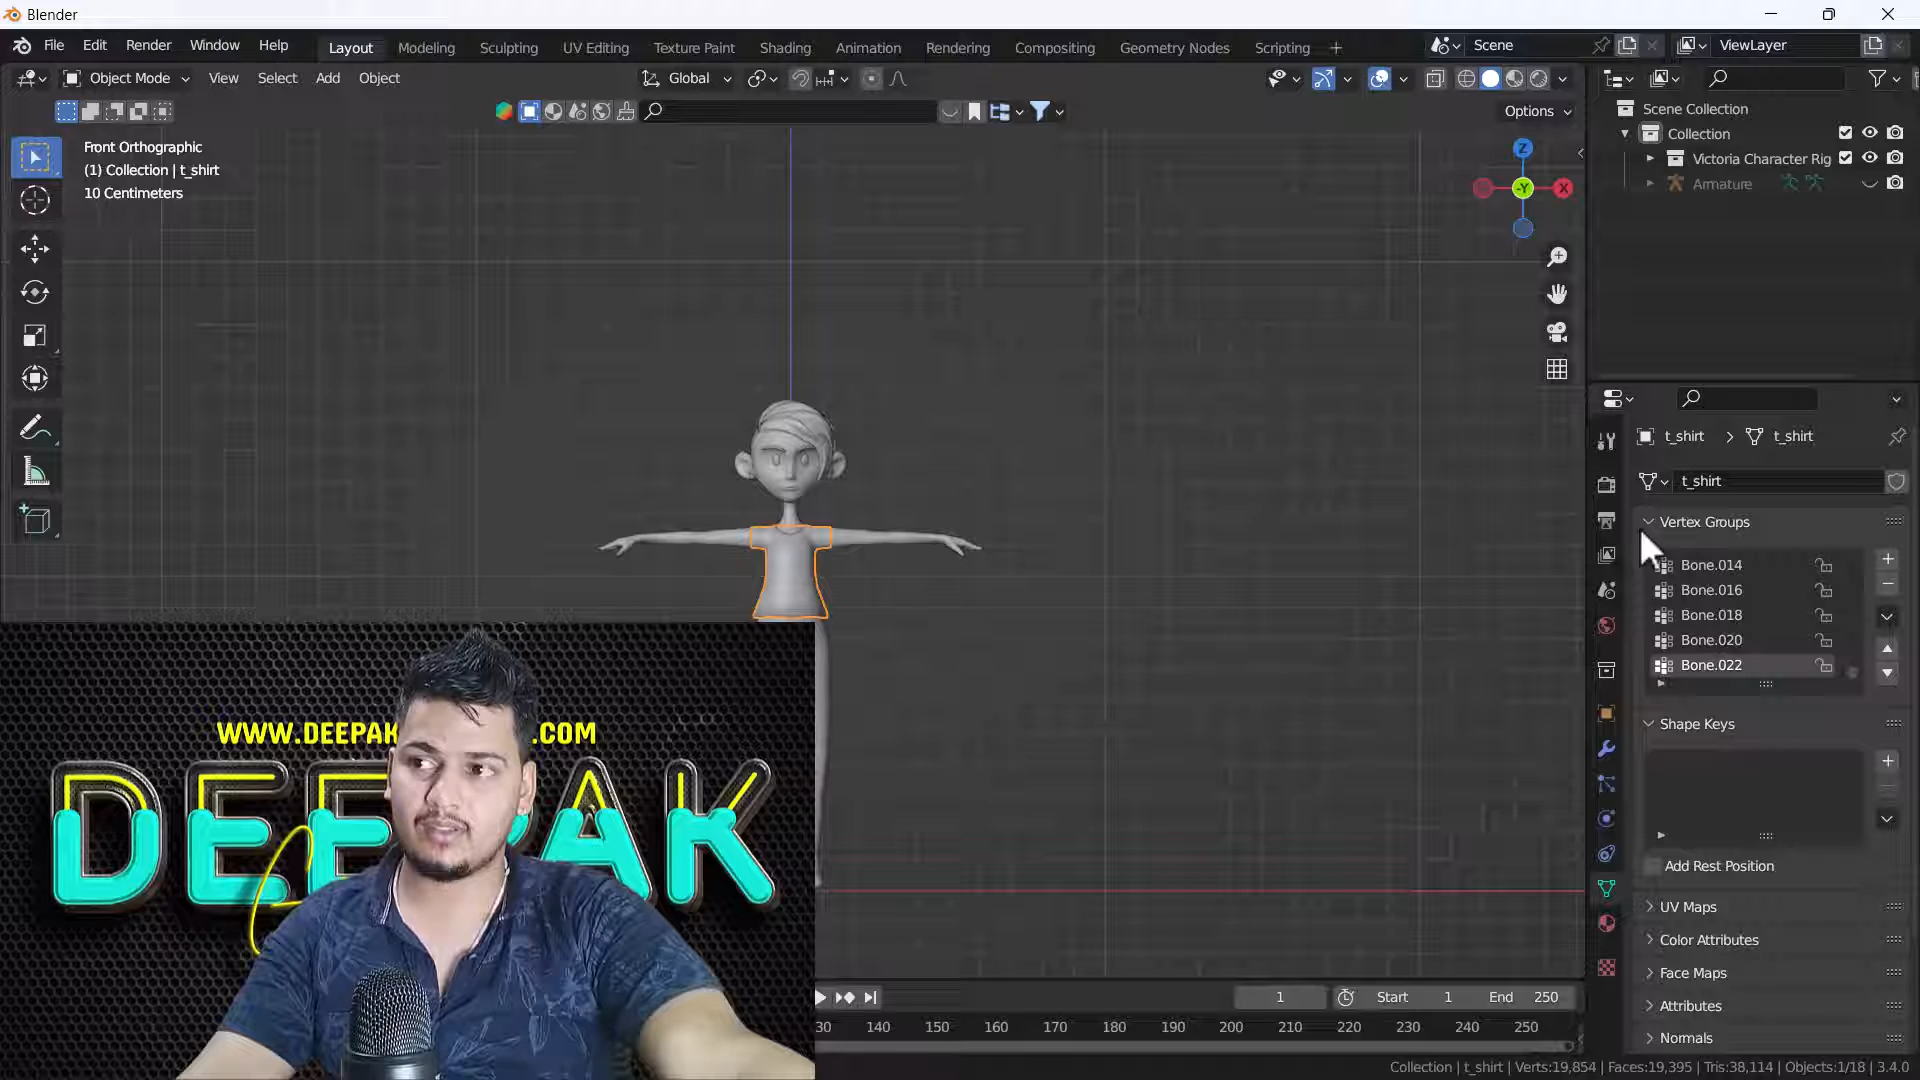 Blender
File Edit Render Window Help Layout Modeling Sculpting UV Editing Texture Paint Shading Animation Rendering Compositing Geometry Nodes Scripting + Scene ViewLayer
Object Mode View Select Add Object Global
Options
Front Orthographic
(1) Collection | t_shirt
10 Centimeters
Z
-Y
X
Scene Collection
Collection
Victoria Character Rig
Armature
t_shirt > t_shirt
t_shirt
Vertex Groups
Bone.014
Bone.016
Bone.018
Bone.020
Bone.022
Shape Keys
Add Rest Position
UV Maps
Color Attributes
Face Maps
Attributes
Normals
WWW.DEEPAK .COM
DEEPAK
1 Start 1 End 250
30 140 150 160 170 180 190 200 210 220 230 240 250
Collection | t_shirt | Verts:19,854 | Faces:19,395 | Tris:38,114 | Objects:1/18 | 3.4.0